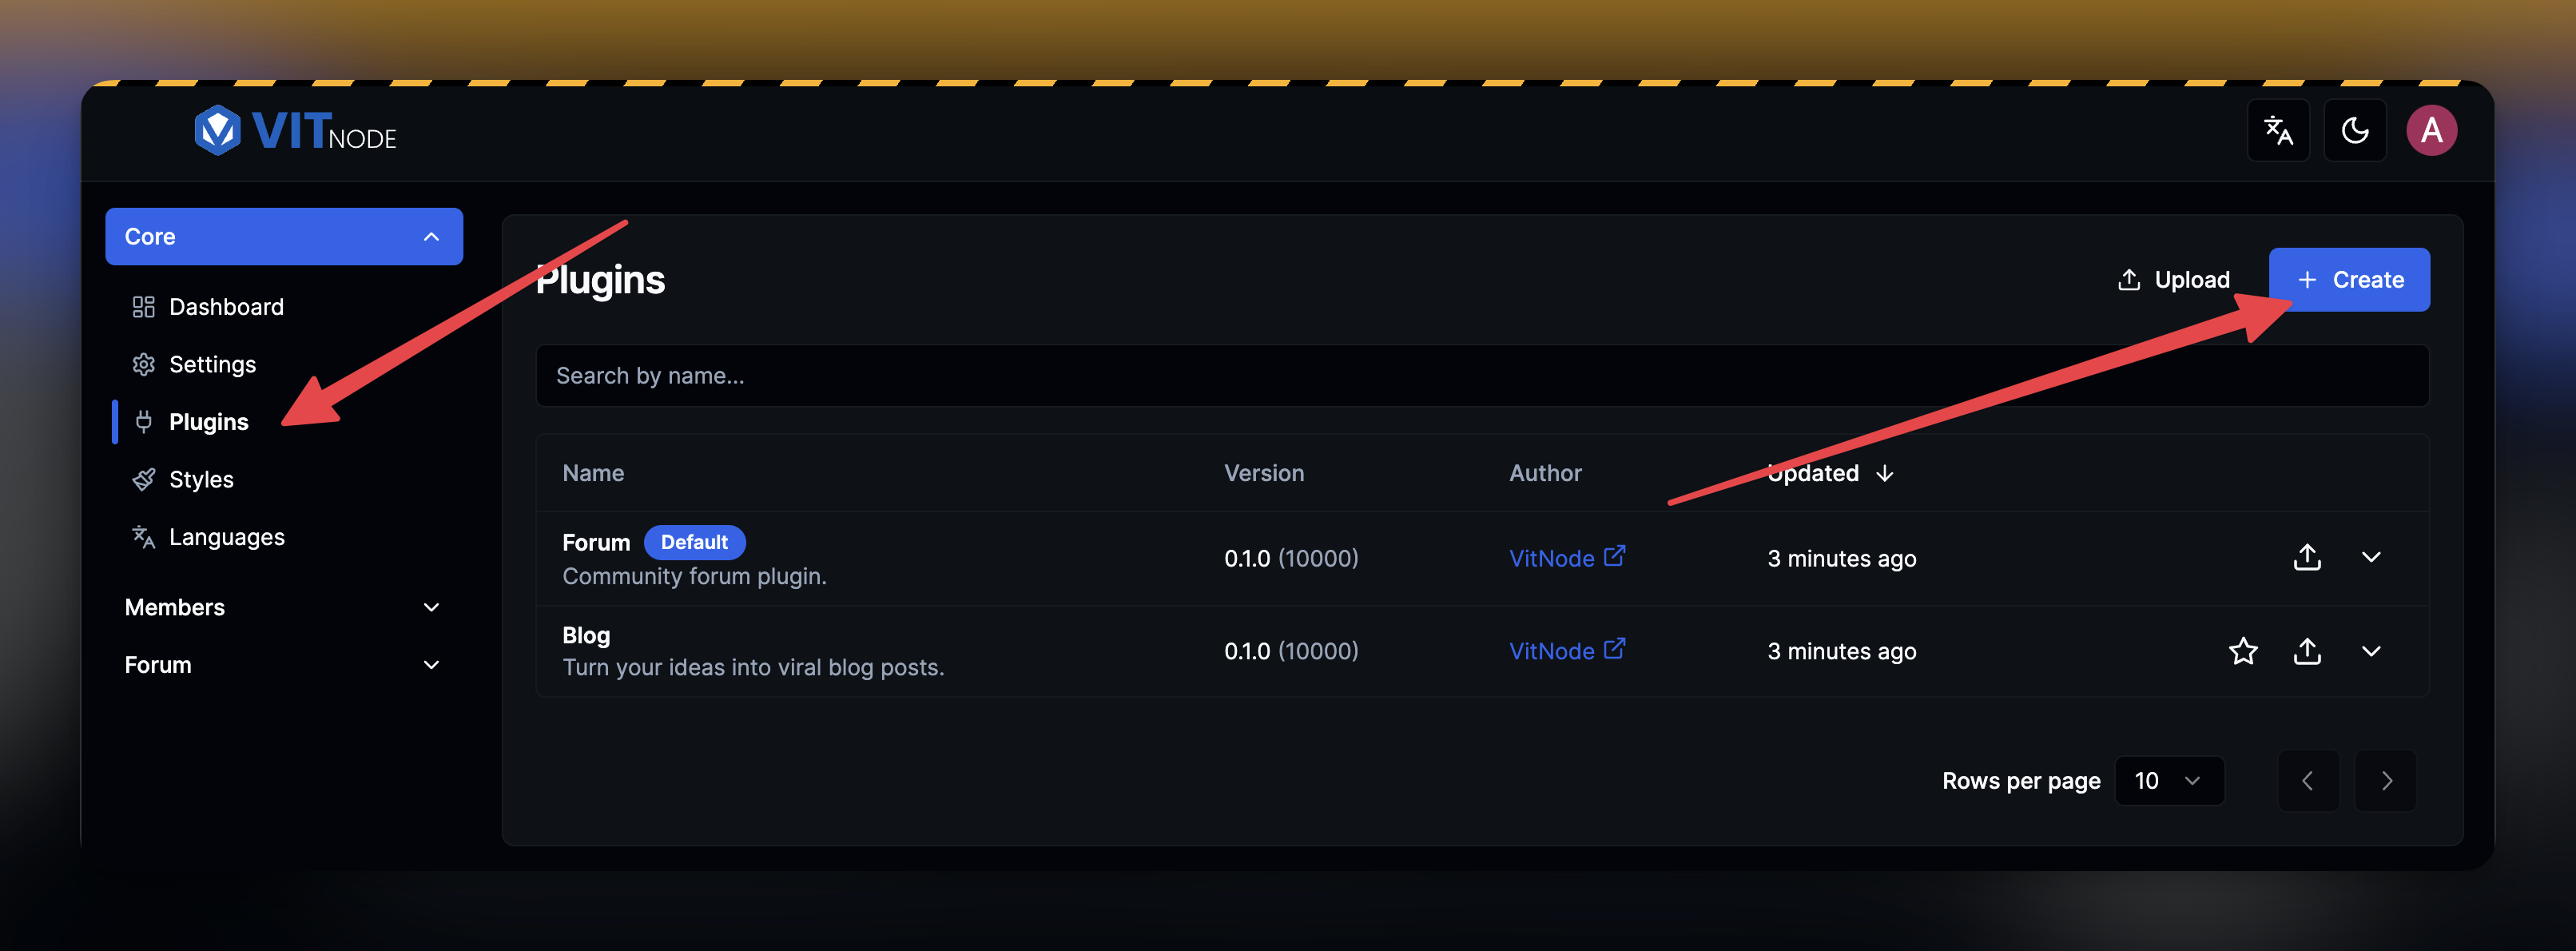 VITNODE
A
Core
Dashboard
Settings
Plugins
Styles
Languages
Members
Forum
Plugins
Upload
Create
Search by name...
Name Version Author Updated
Forum Default
Community forum plugin.
0.1.0 (10000) VitNode 3 minutes ago
Blog
Turn your ideas into viral blog posts.
0.1.0 (10000) VitNode 3 minutes ago
Rows per page 10